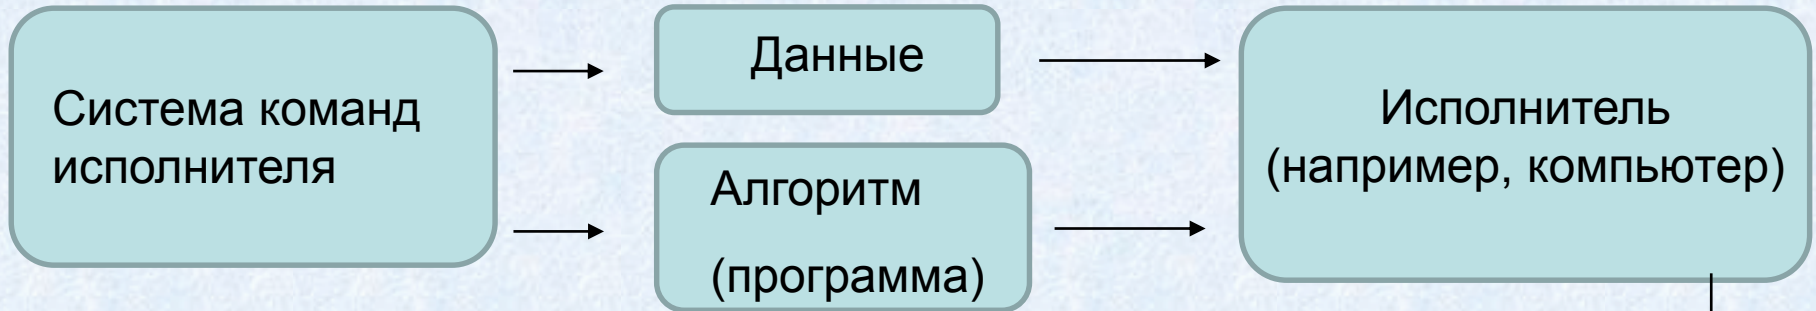 Система команд
исполнителя
Данные
Алгоритм
(программа)
Исполнитель
(например, компьютер)